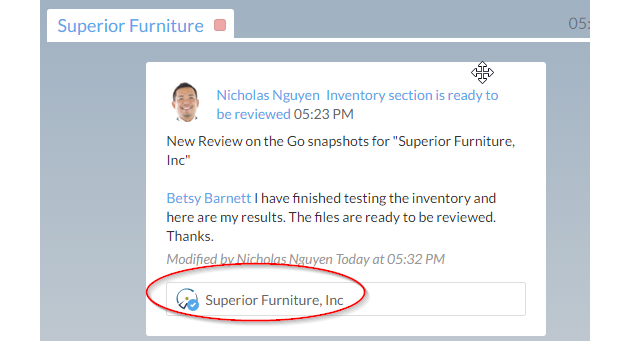 Superior Furniture
05:
Nicholas Nguyen Inventory section is ready to
be reviewed 05:23 PM
New Review on the Go snapshots for "Superior Furniture,
Inc"
Betsy Barnett I have finished testing the inventory and
here are my results. The files are ready to be reviewed.
Thanks.
Modified by Nicholas Nguyen Today at 05:32 PM
Superior Furniture, Inc